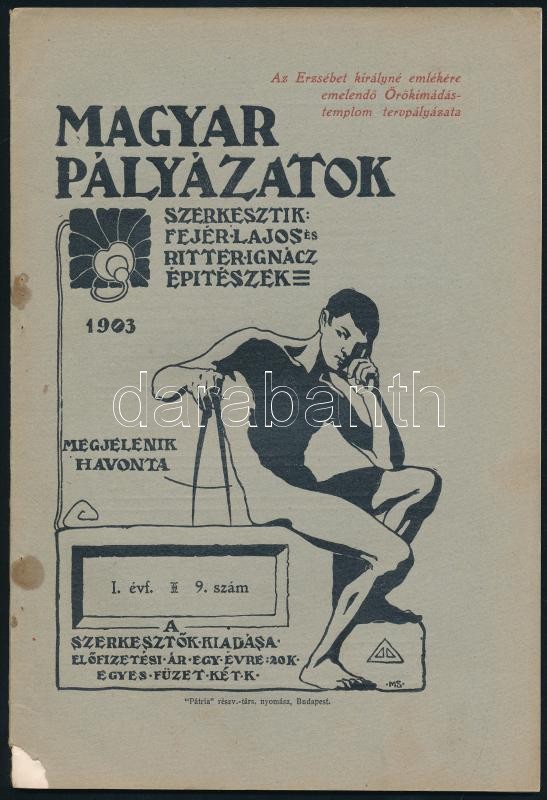 Az Erzsébet királyné emlékére
emelendő Örökimádás-
templom tervpályázata
MAGYAR
PÁLYÁZATOK
SZERKESZTIK:
FEJÉR·LAJOS ÉS
RITTER·IGNÁCZ
ÉPITÉSZEK
1903
darabanth
MEGJELENIK
HAVONTA
I. évf. 9. szám
A
SZERKESZTŐK·KIADÁSA·
ELŐFIZETÉSI·ÁR·EGY·ÉVRE:20K·
EGYES·FÜZET·KÉT·K·
·MS·
"Pátria" részv.-társ. nyomása, Budapest.